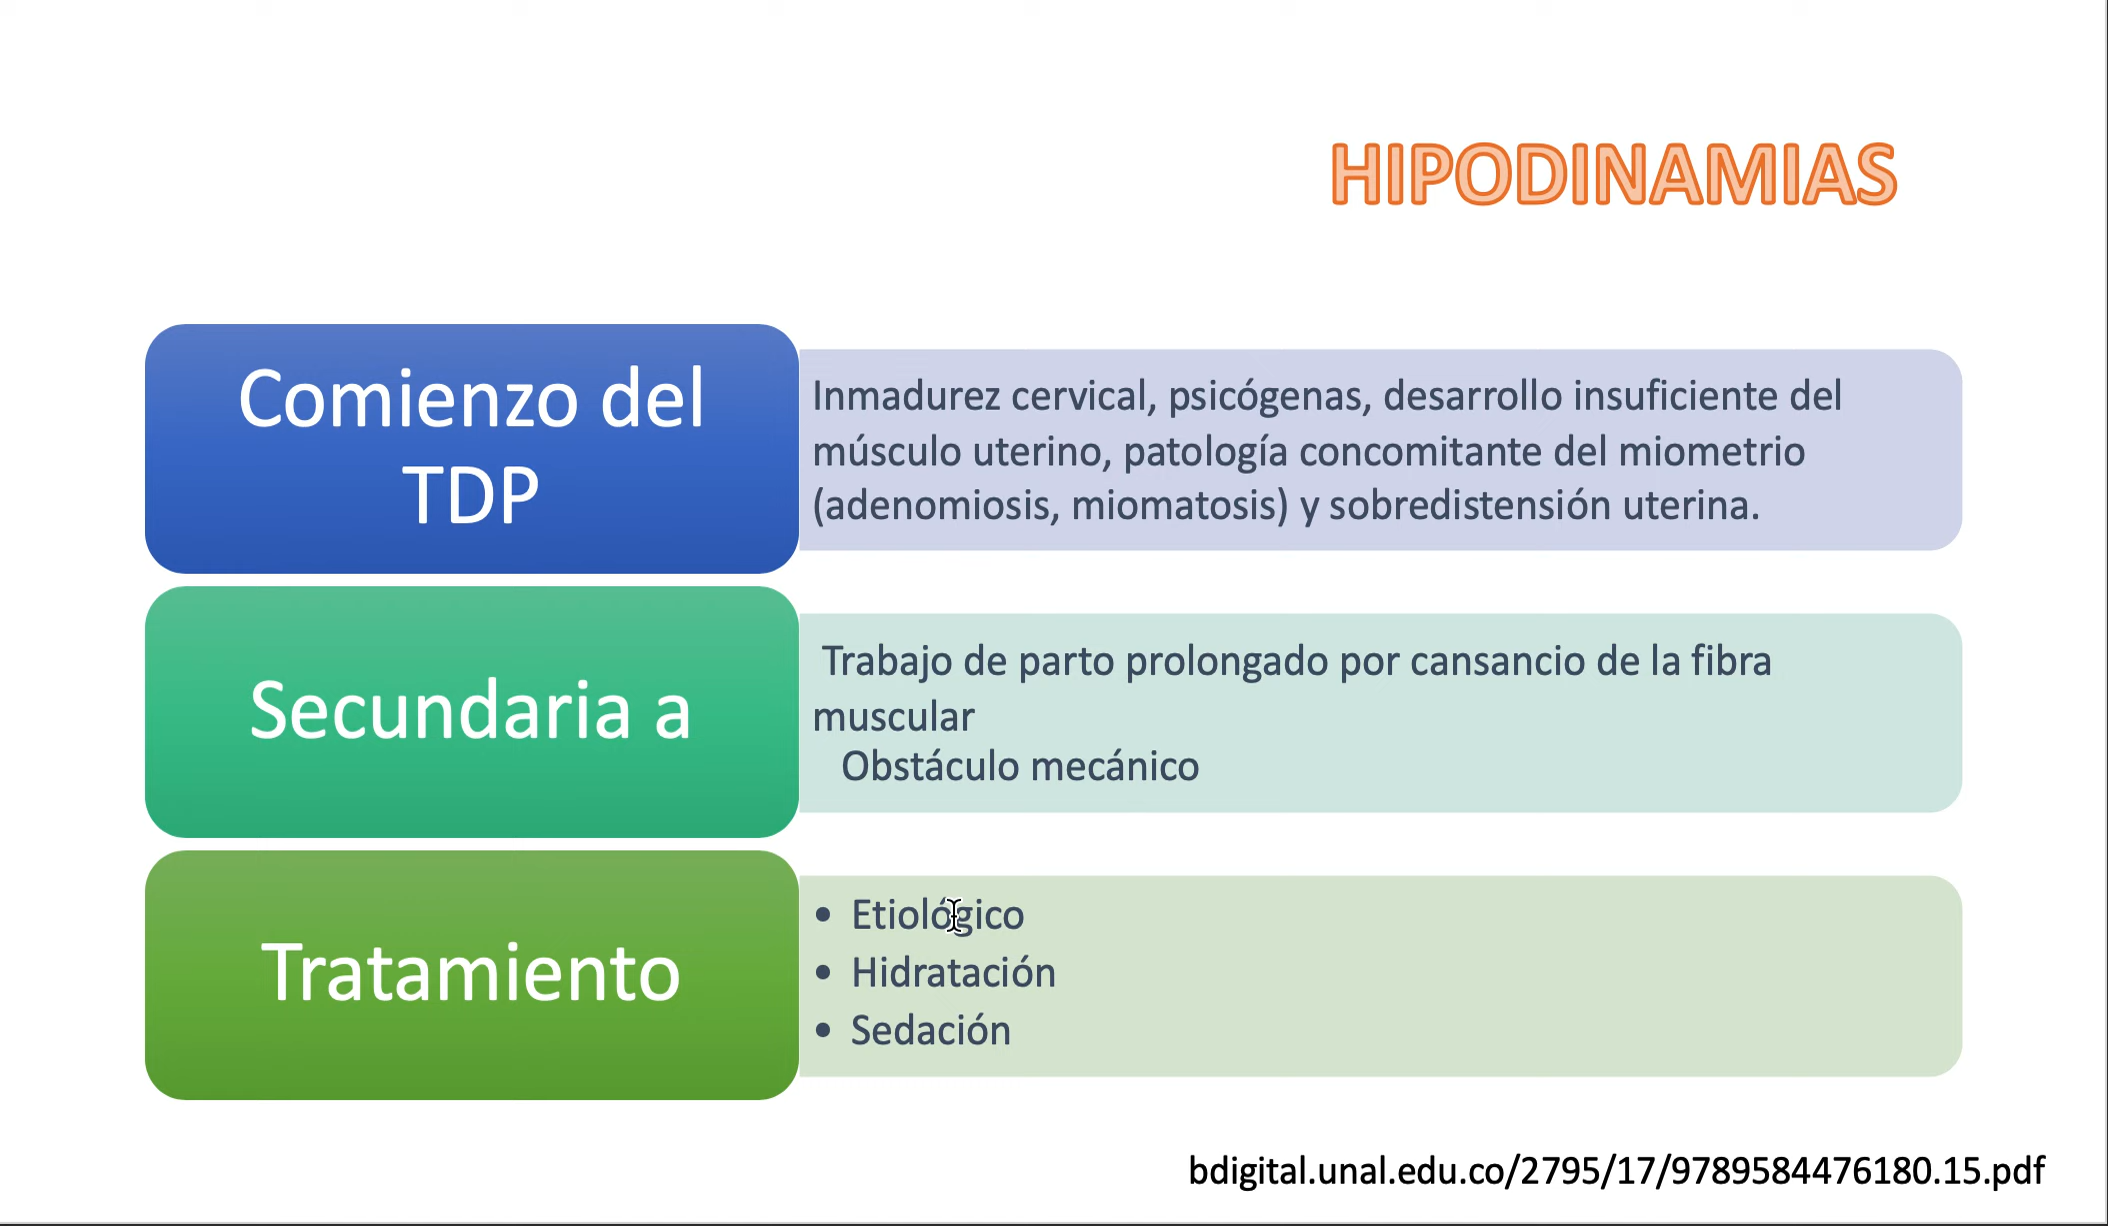 HIPODINAMIAS
Comienzo del
TDP
Inmadurez cervical, psicógenas, desarrollo insuficiente del
músculo uterino, patología concomitante del miometrio
(adenomiosis, miomatosis) y sobredistensión uterina.
Secundaria a
Trabajo de parto prolongado por cansancio de la fibra
muscular
Obstáculo mecánico
Tratamiento
• Etiológico
• Hidratación
• Sedación
bdigital.unal.edu.co/2795/17/9789584476180.15.pdf